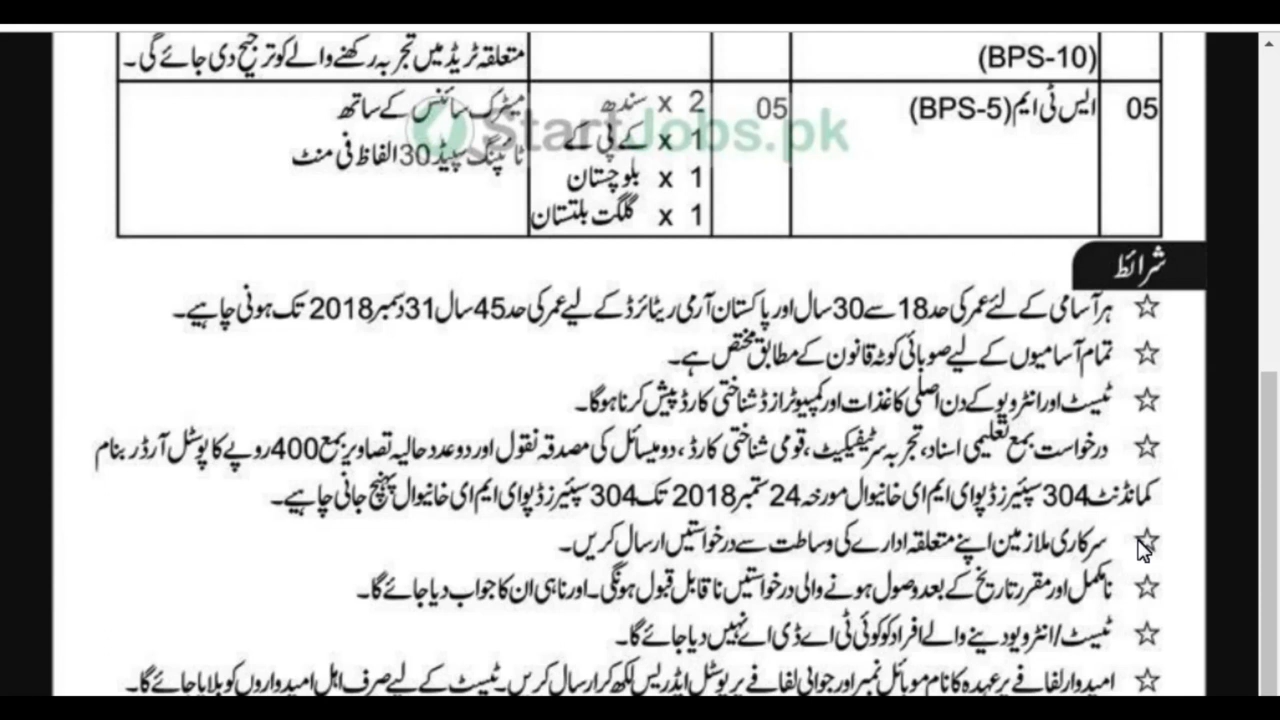 (BPS-10) متعلقہ ٹریڈ میں تجربہ رکھنے والے کو ترجیح دی جائے گی۔
05 ایس ٹی ایم (BPS-5) 05 2 x سندھ میٹرک سائنس کے ساتھ
1 x کے پی کے ٹائپنگ سپیڈ 30 الفاظ فی منٹ
1 x بلوچستان
1 x گلگت بلتستان
StartJobs.pk
شرائط
☆ ہر آسامی کے لئے عمر کی حد 18 سے 30 سال اور پاکستان آرمی ریٹائرڈ کے لیے عمر کی حد 45 سال 31 دسمبر 2018 تک ہونی چاہیے۔
☆ تمام آسامیوں کے لیے صوبائی کوٹہ قانون کے مطابق مختص ہے۔
☆ ٹیسٹ اور انٹرویو کے دن اصلی کاغذات اور کمپیوٹرازڈ شناختی کارڈ پیش کرنا ہوگا۔
☆ درخواست بمع تعلیمی اسناد، تجربہ سرٹیفکیٹ، قومی شناختی کارڈ، دومیسائل کی مصدقہ نقول اور دو عدد حالیہ تصاویر بمع 400 روپے کا پوسٹل آرڈر بنام
کمانڈنٹ 304 سپئیرز ڈپو ای ایم ای خانیوال مورخہ 24 ستمبر 2018 تک 304 سپئیرز ڈپو ای ایم ای خانیوال پہنچ جانی چاہیے۔
☆ سرکاری ملازمین اپنے متعلقہ ادارے کی وساطت سے درخواستیں ارسال کریں۔
☆ نامکمل اور مقرر تاریخ کے بعد وصول ہونے والی درخواستیں ناقابل قبول ہونگی۔ اور نا ہی ان کا جواب دیا جائے گا۔
☆ ٹیسٹ/انٹرویو دینے والے افراد کو کوئی ٹی اے ڈی اے نہیں دیا جائے گا۔
☆ امیدوار لفافے پر عہدہ کا نام موبائل نمبر اور جوابی لفافے پر پوسٹل ایڈریس لکھ کر ارسال کریں۔ ٹیسٹ کے لیے صرف اہل امیدواروں کو بلایا جائے گا۔